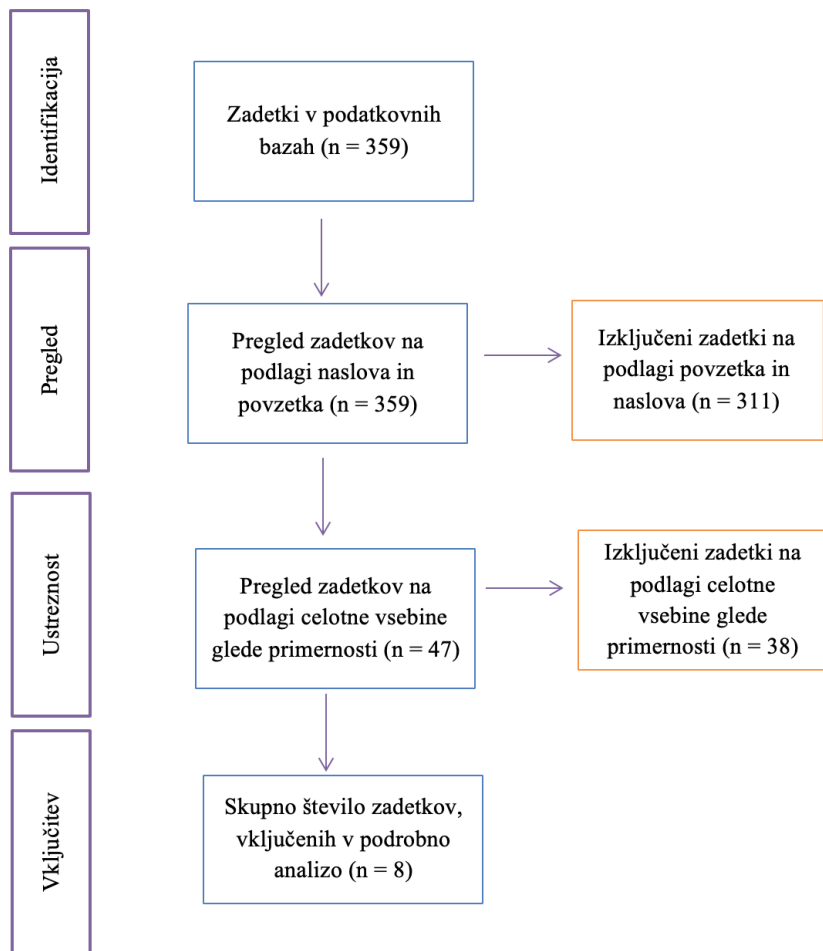 Identifikacija
Zadetki v podatkovnih
bazah (n = 359)
Pregled
Pregled zadetkov na
podlagi naslova in
povzetka (n = 359)
Izključeni zadetki na
podlagi povzetka in
naslova (n = 311)
Ustreznost
Pregled zadetkov na
podlagi celotne vsebine
glede primernosti (n = 47)
Izključeni zadetki na
podlagi celotne
vsebine glede
primernosti (n = 38)
Vključitev
Skupno število zadetkov,
vključenih v podrobno
analizo (n = 8)